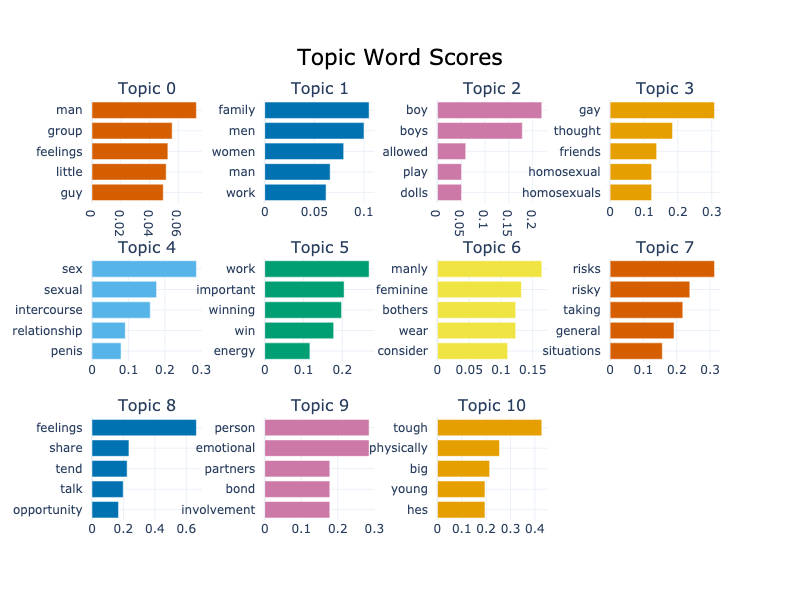 Topic Word Scores
Topic 0
man
group
feelings
little
guy
0 0.02 0.04 0.06
Topic 1
family
men
women
man
work
0 0.05 0.1
Topic 2
boy
boys
allowed
play
dolls
0 0.05 0.1 0.15 0.2
Topic 3
gay
thought
friends
homosexual
homosexuals
0 0.1 0.2 0.3
Topic 4
sex
sexual
intercourse
relationship
penis
0 0.1 0.2 0.3
Topic 5
work
important
winning
win
energy
0 0.2
Topic 6
manly
feminine
bothers
wear
consider
0 0.05 0.1 0.15
Topic 7
risks
risky
taking
general
situations
0 0.1 0.2 0.3
Topic 8
feelings
share
tend
talk
opportunity
0 0.2 0.4 0.6
Topic 9
person
emotional
partners
bond
involvement
0 0.1 0.2 0.3
Topic 10
tough
physically
big
young
hes
0 0.1 0.2 0.3 0.4